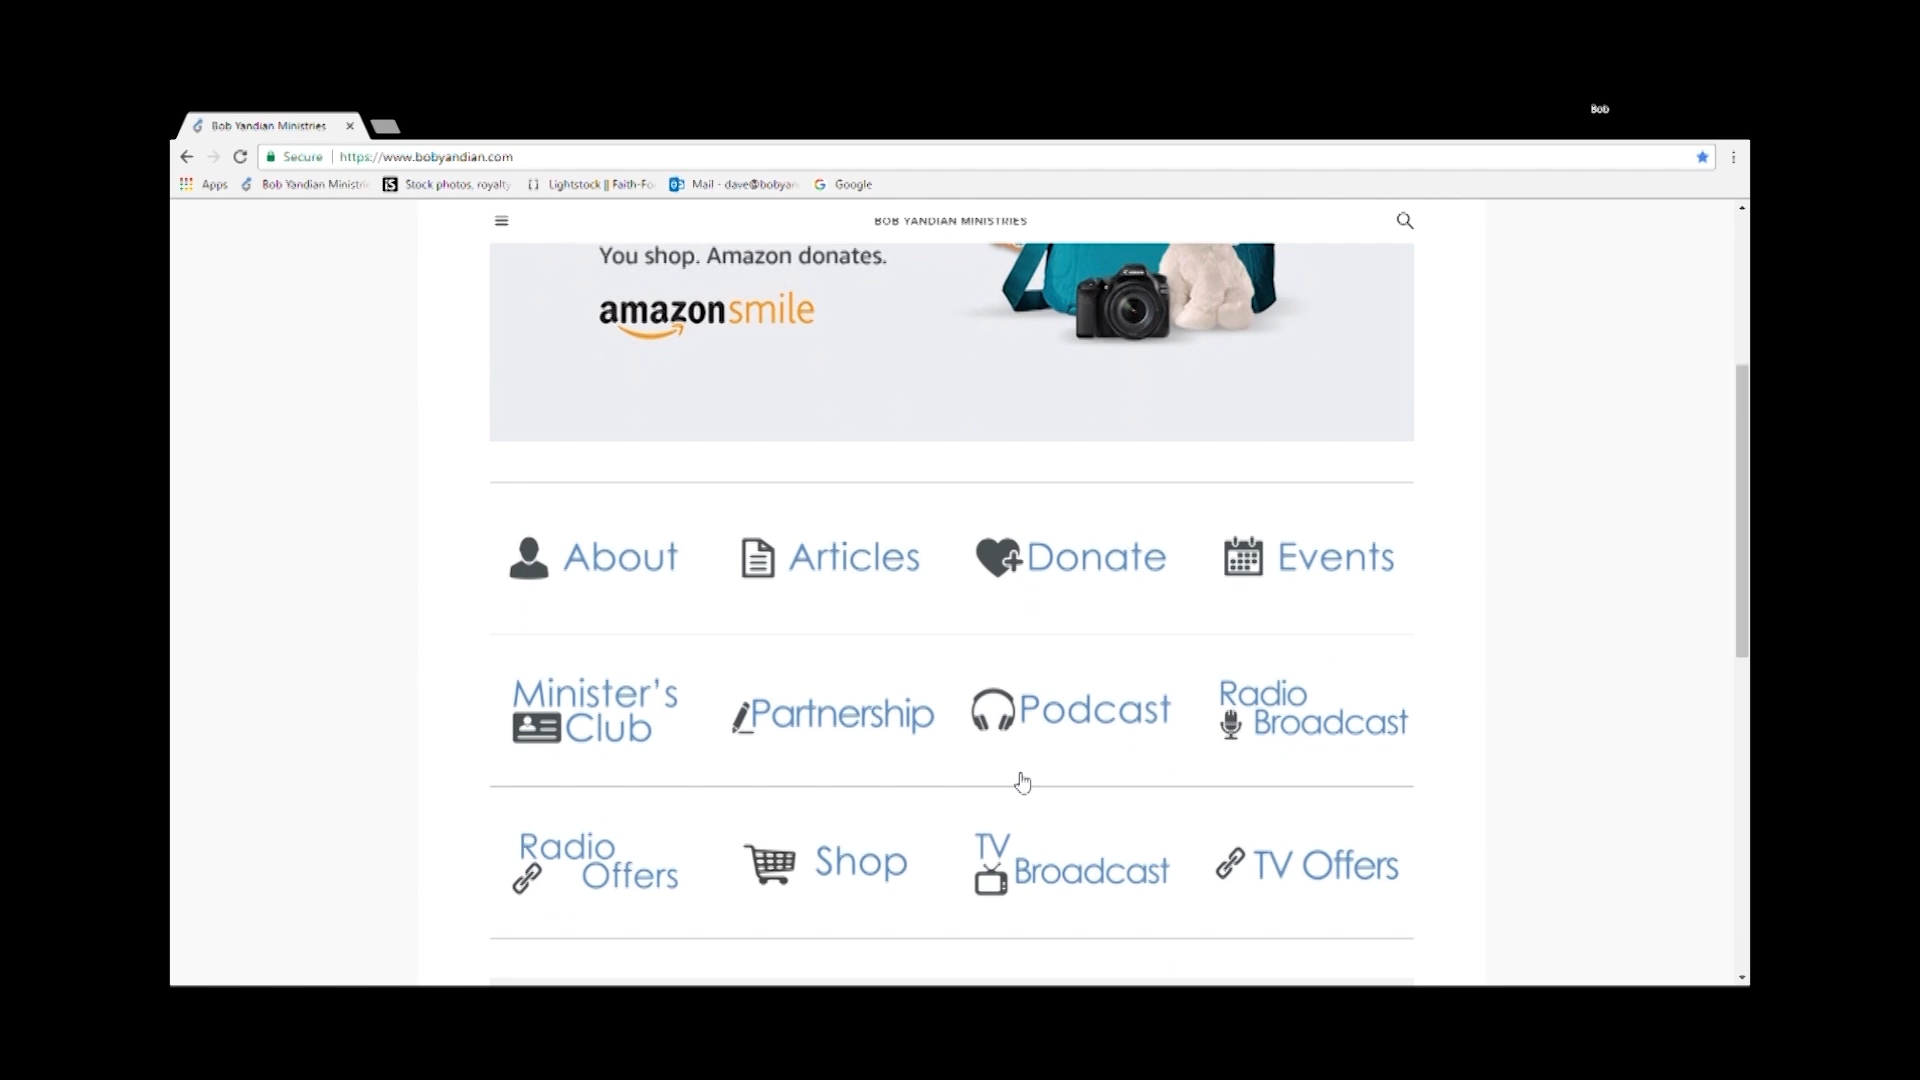 Bob
Bob Yandian Ministries
Secure https://www.bobyandian.com
Apps Bob Yandian Ministric Stock photos, royalty Lightstock || Faith-Fo Mail - dave@bobyan Google
BOB YANDIAN MINISTRIES
You shop. Amazon donates.
amazonsmile
Canon
About Articles Donate Events
Minister's Club
Partnership
Podcast
Radio Broadcast
Radio Offers
Shop
TV Broadcast
TV Offers